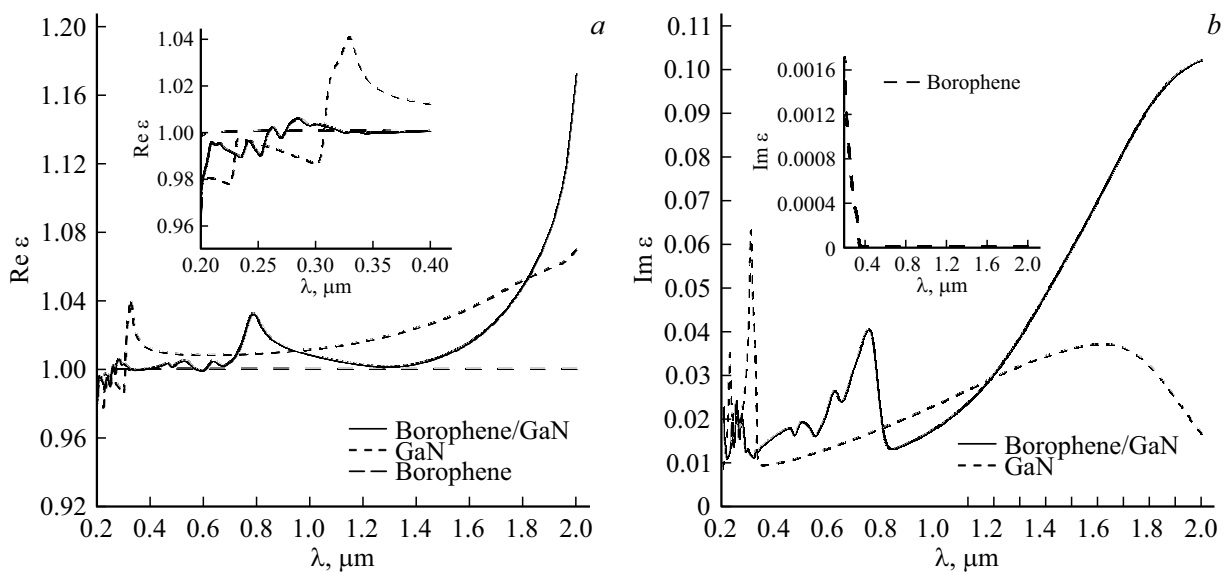 a
Re ε
1.20
1.16
1.12
1.08
1.04
1.00
0.96
0.92
0.2 0.4 0.6 0.8 1.0 1.2 1.4 1.6 1.8 2.0
λ, μm
Re ε
1.04
1.02
1.00
0.98
0.96
0.20 0.25 0.30 0.35 0.40
λ, μm
Borophene/GaN
GaN
Borophene
b
Im ε
0.10
0.09
0.08
0.07
0.06
0.05
0.04
0.03
0.02
0.01
0
0.2 0.4 0.6 0.8 1.0 1.2 1.4 1.6 1.8 2.0
λ, μm
Im ε
0.0016
0.0012
0.0008
0.0004
0
0.4 0.8 1.2 1.6 2.0
λ, μm
Borophene
Borophene/GaN
GaN